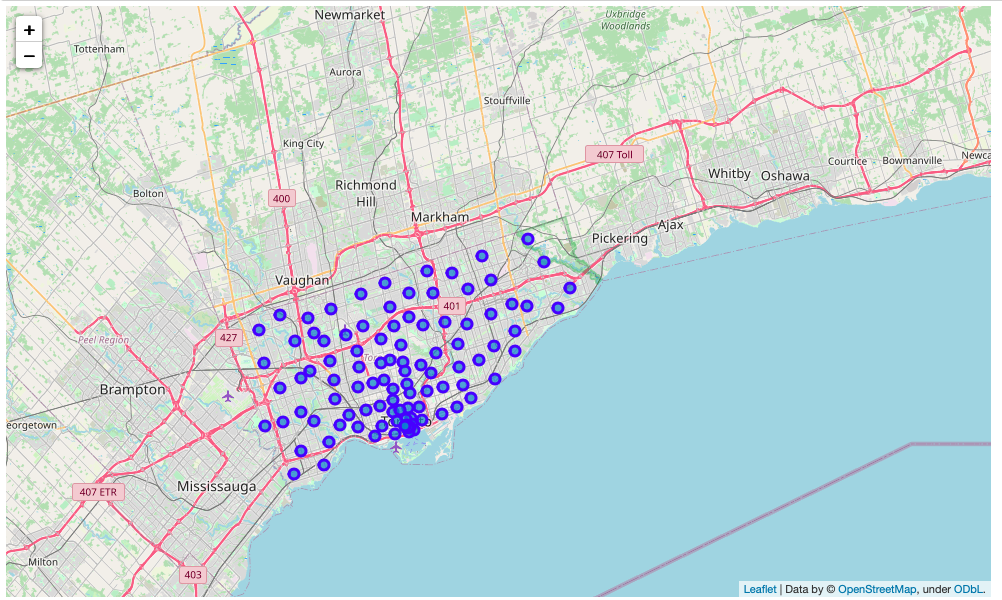 +
−
Newmarket
Uxbridge
Woodlands
Tottenham
Aurora
Stouffville
King City
407 Toll
Courtice
Bowmanville
Newca
Whitby
Oshawa
Bolton
400
Richmond
Hill
Markham
Ajax
Pickering
Vaughan
401
427
Peel Region
Brampton
eorgetown
Mississauga
407 ETR
Milton
403
Leaflet | Data by © OpenStreetMap, under ODbL.